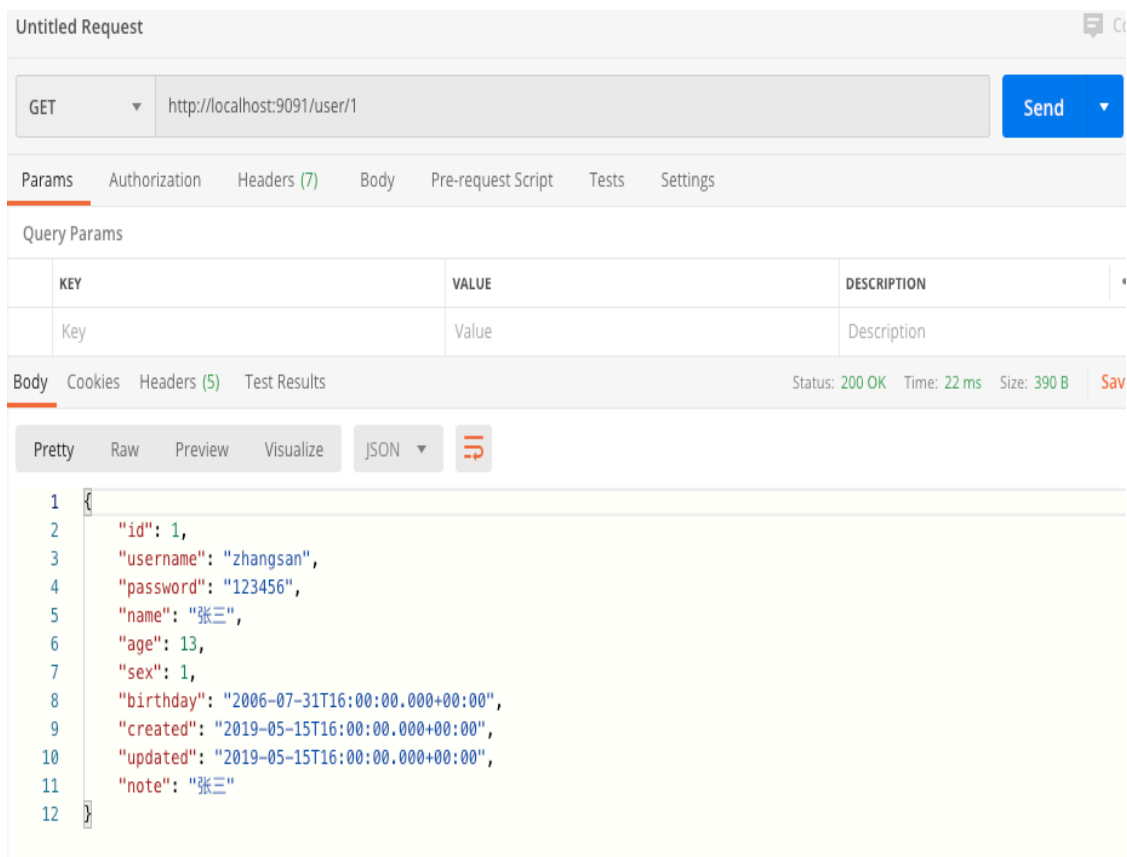 Untitled Request
GET http://localhost:9091/user/1 Send
Params Authorization Headers (7) Body Pre-request Script Tests Settings
Query Params
KEY VALUE DESCRIPTION
Key Value Description
Body Cookies Headers (5) Test Results Status: 200 OK Time: 22 ms Size: 390 B Sav
Pretty Raw Preview Visualize JSON
1 {
2 "id": 1,
3 "username": "zhangsan",
4 "password": "123456",
5 "name": "张三",
6 "age": 13,
7 "sex": 1,
8 "birthday": "2006-07-31T16:00:00.000+00:00",
9 "created": "2019-05-15T16:00:00.000+00:00",
10 "updated": "2019-05-15T16:00:00.000+00:00",
11 "note": "张三"
12 }